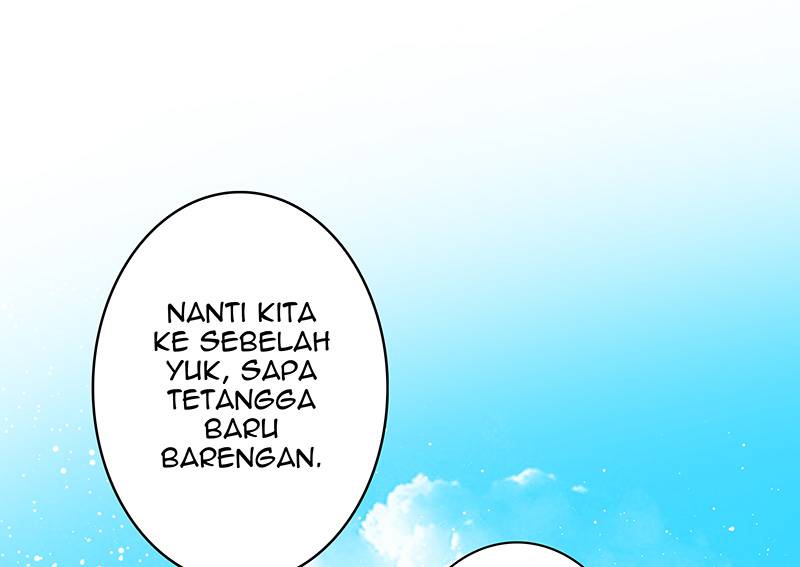 NANTI KITA
KE SEBELAH
YUK, SAPA
TETANGGA
BARU
BARENGAN.